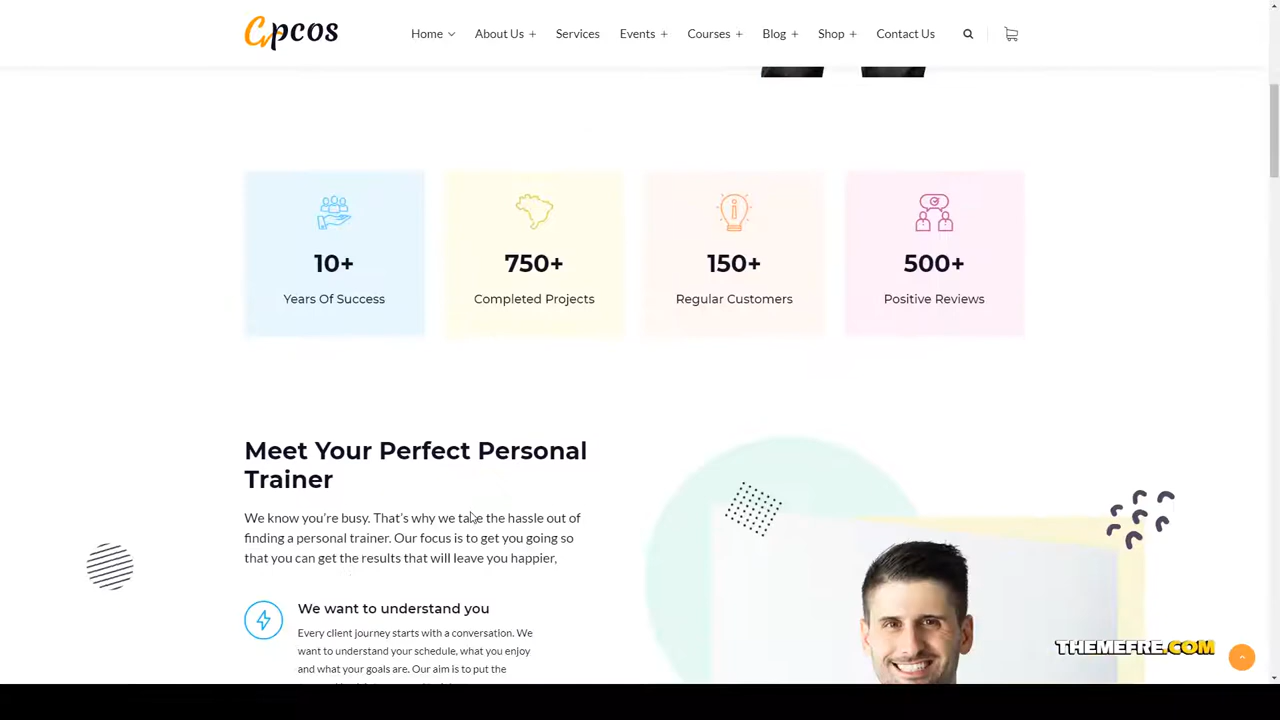 Cpcos
Home About Us + Services Events + Courses + Blog + Shop + Contact Us
10+ 750+ 150+ 500+
Years Of Success Completed Projects Regular Customers Positive Reviews
Meet Your Perfect Personal
Trainer
We know you're busy. That's why we take the hassle out of
finding a personal trainer. Our focus is to get you going so
that you can get the results that will leave you happier,
We want to understand you
Every client journey starts with a conversation. We
want to understand your schedule, what you enjoy
and what your goals are. Our aim is to put the
THEMEFRE.COM